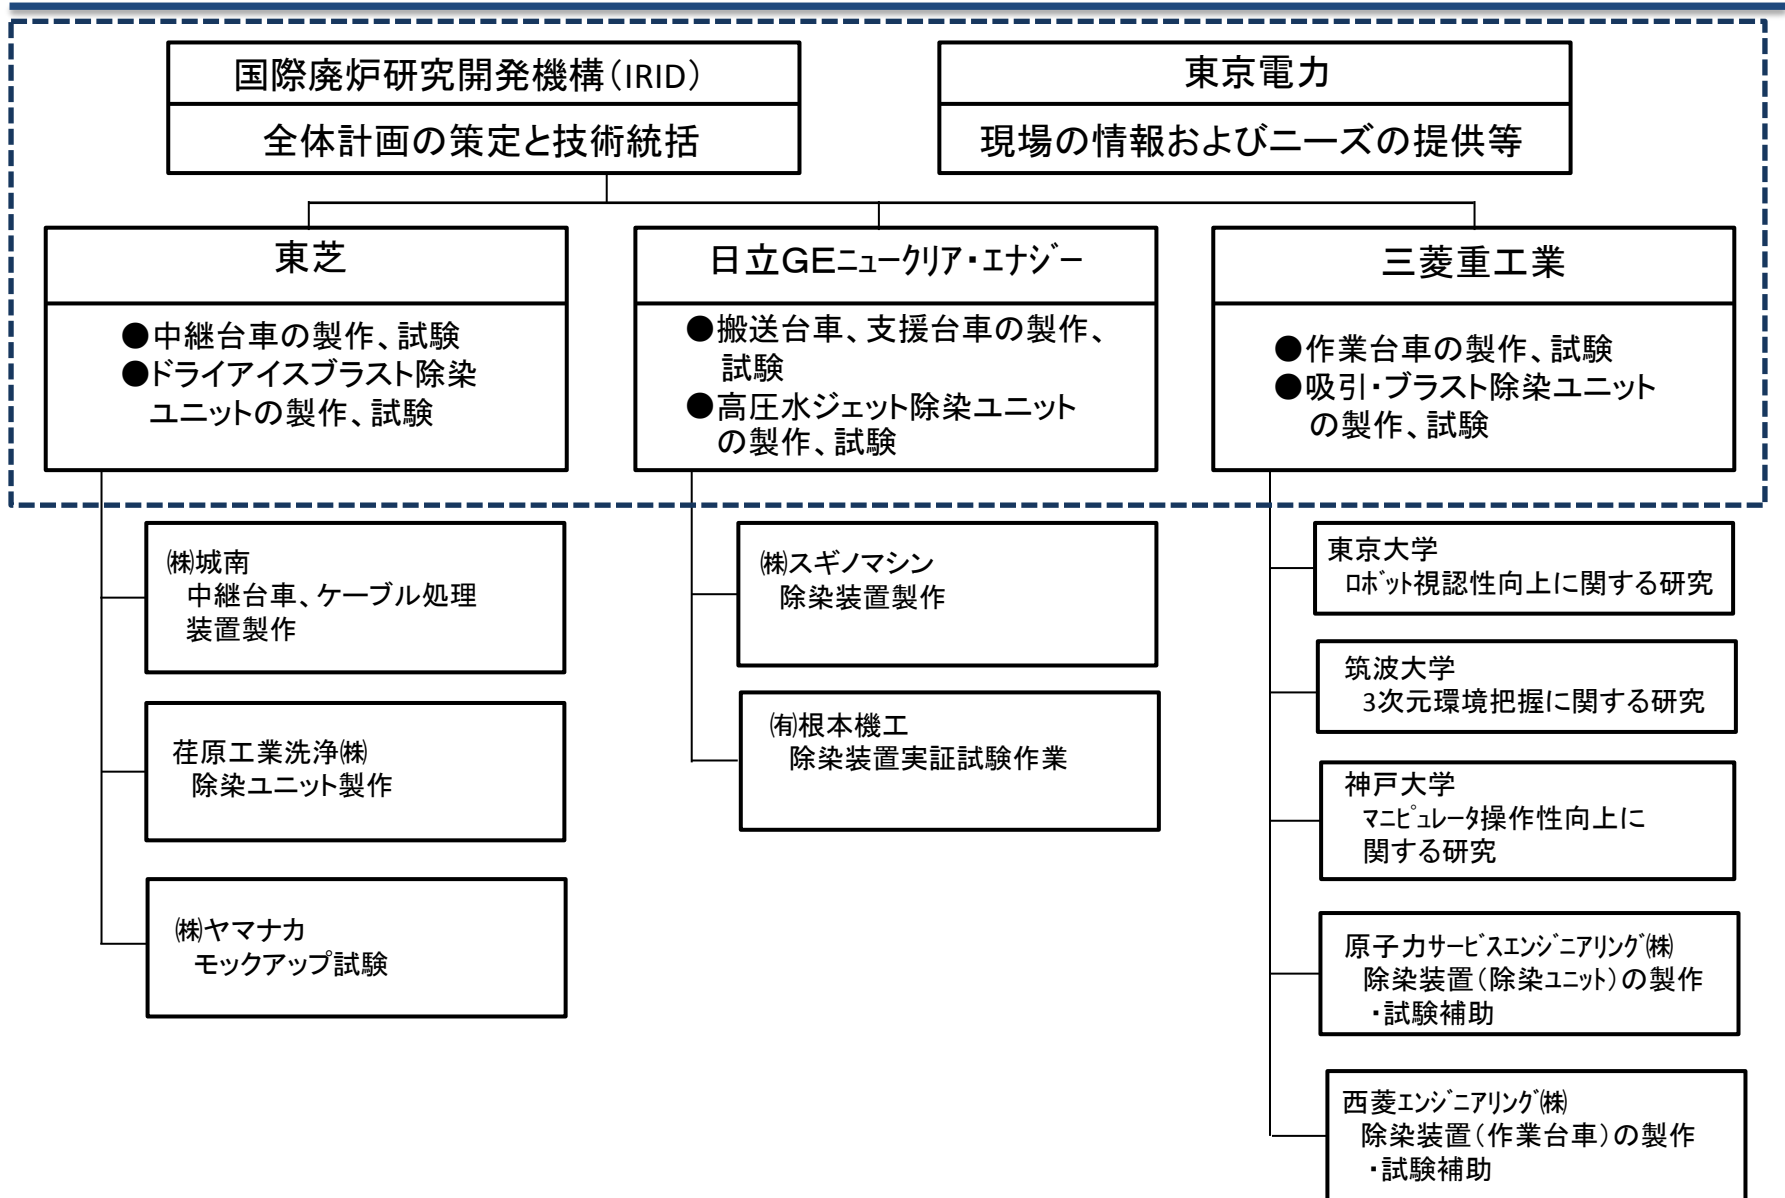 国際廃炉研究開発機構(IRID)
全体計画の策定と技術統括
東京電力
現場の情報およびニーズの提供等
東芝
●中継台車の製作、試験
●ドライアイスブラスト除染
ユニットの製作、試験
日立GEニュークリア・エナジー
●搬送台車、支援台車の製作、
試験
●高圧水ジェット除染ユニット
の製作、試験
三菱重工業
●作業台車の製作、試験
●吸引・ブラスト除染ユニット
の製作、試験
㈱城南
中継台車、ケーブル処理
装置製作
荏原工業洗浄㈱
除染ユニット製作
㈱ヤマナカ
モックアップ試験
㈱スギノマシン
除染装置製作
㈲根本機工
除染装置実証試験作業
東京大学
ロボット視認性向上に関する研究
筑波大学
3次元環境把握に関する研究
神戸大学
マニピュレータ操作性向上に
関する研究
原子力サービスエンジニアリング㈱
除染装置(除染ユニット)の製作
・試験補助
西菱エンジニアリング㈱
除染装置(作業台車)の製作
・試験補助